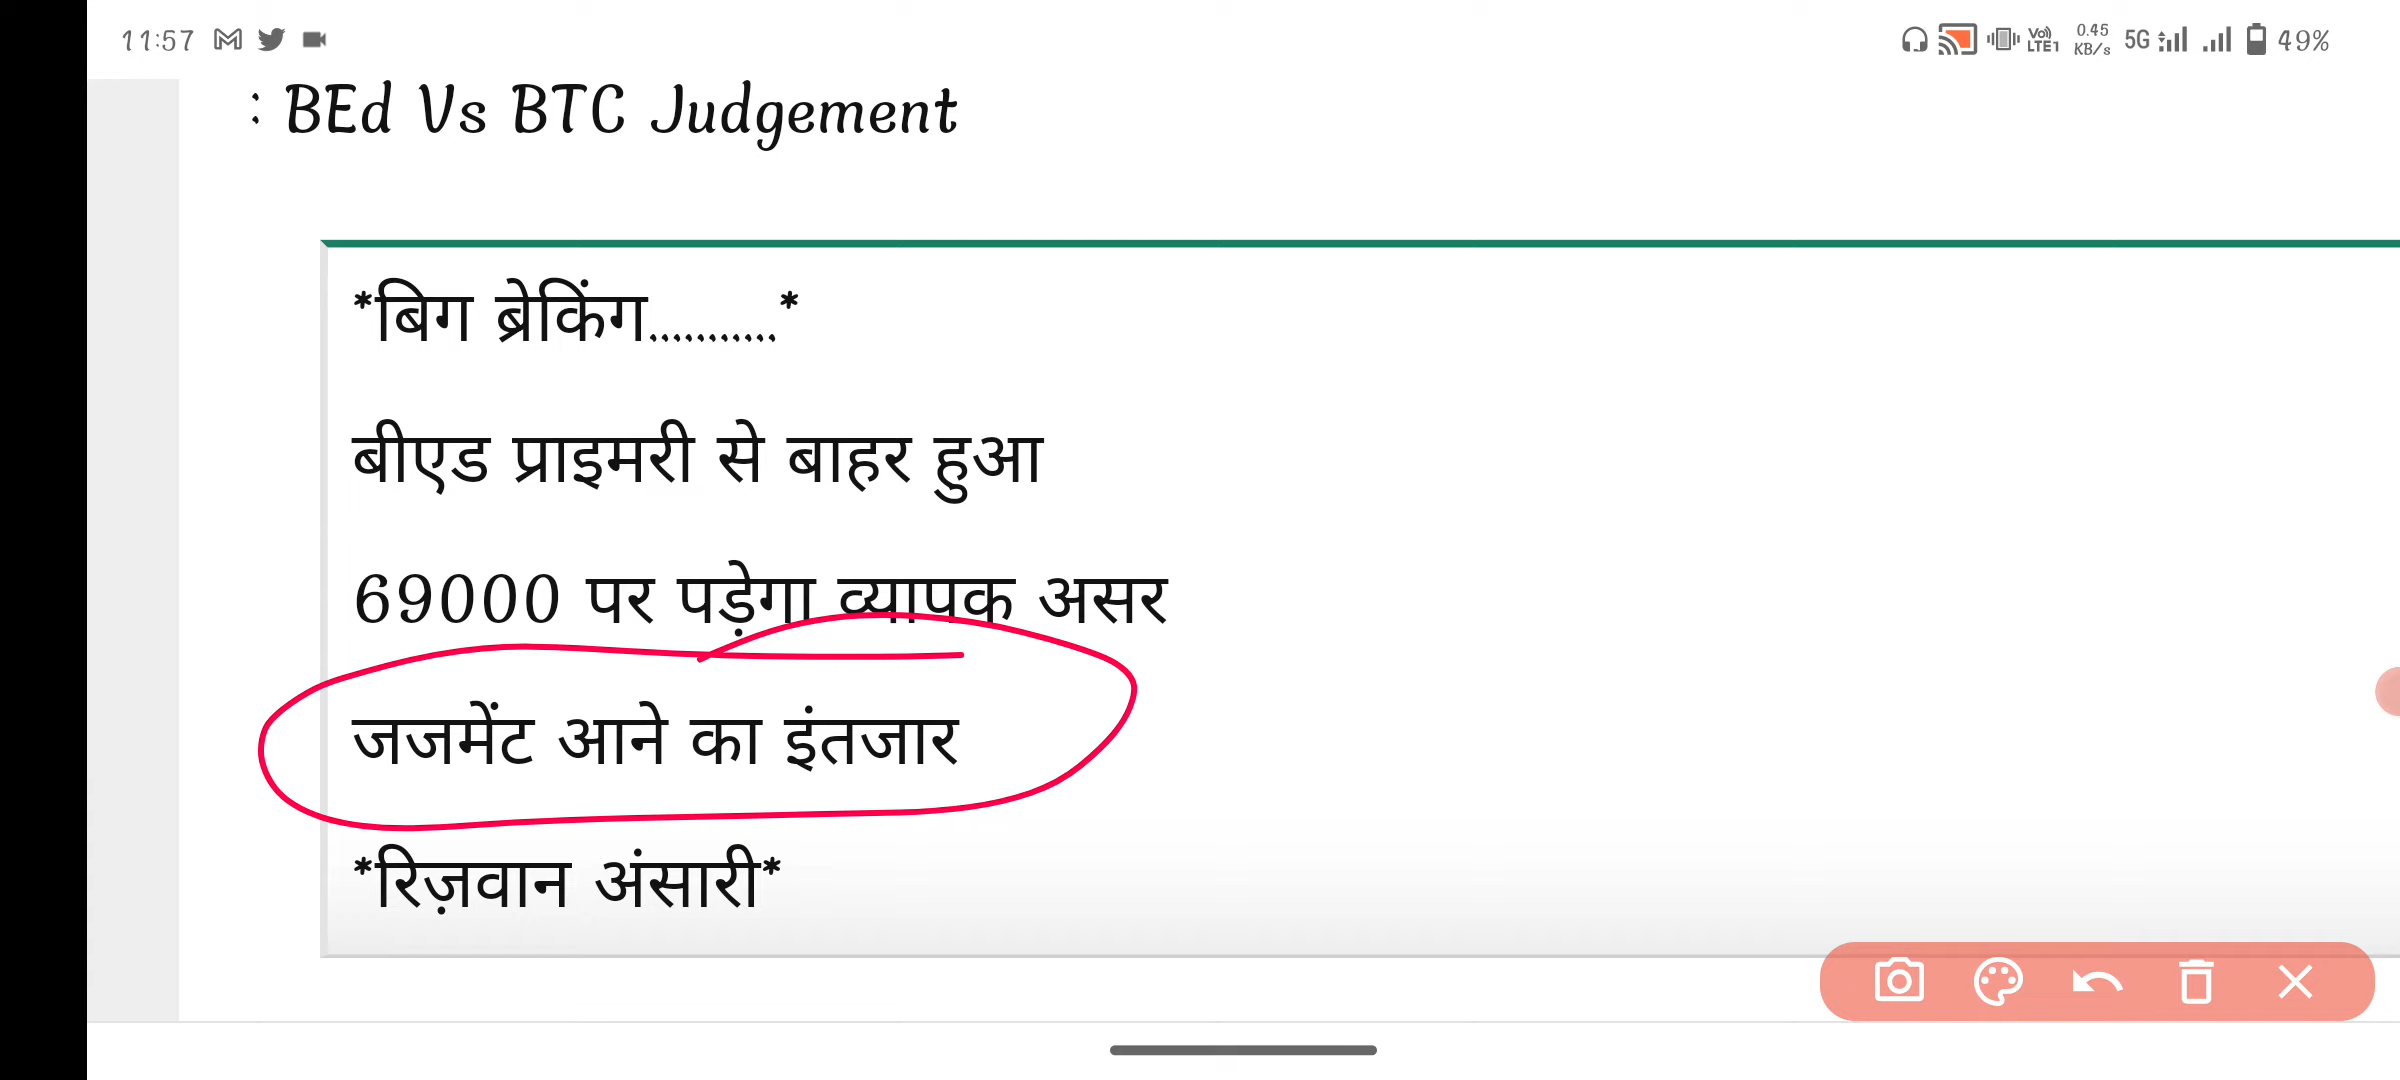 11:57 0.45 KB/s 5G 49%
: BEd Vs BTC Judgement
*बिग ब्रेकिंग...........*
बीएड प्राइमरी से बाहर हुआ
69000 पर पड़ेगा व्यापक असर
जजमेंट आने का इंतजार
*रिज़वान अंसारी*